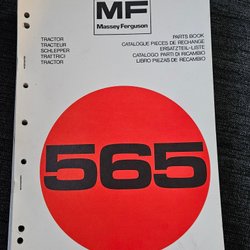 MF
Massey Ferguson
TRACTOR
TRACTEUR
SCHLEPPER
TRATTRICI
TRACTOR
PARTS BOOK
CATALOGUE PIECES DE RECHANGE
ERSATZTEIL-LISTE
CATALOGO PARTI DI RICAMBIO
LIBRO PIEZAS DE RECAMBIO
565